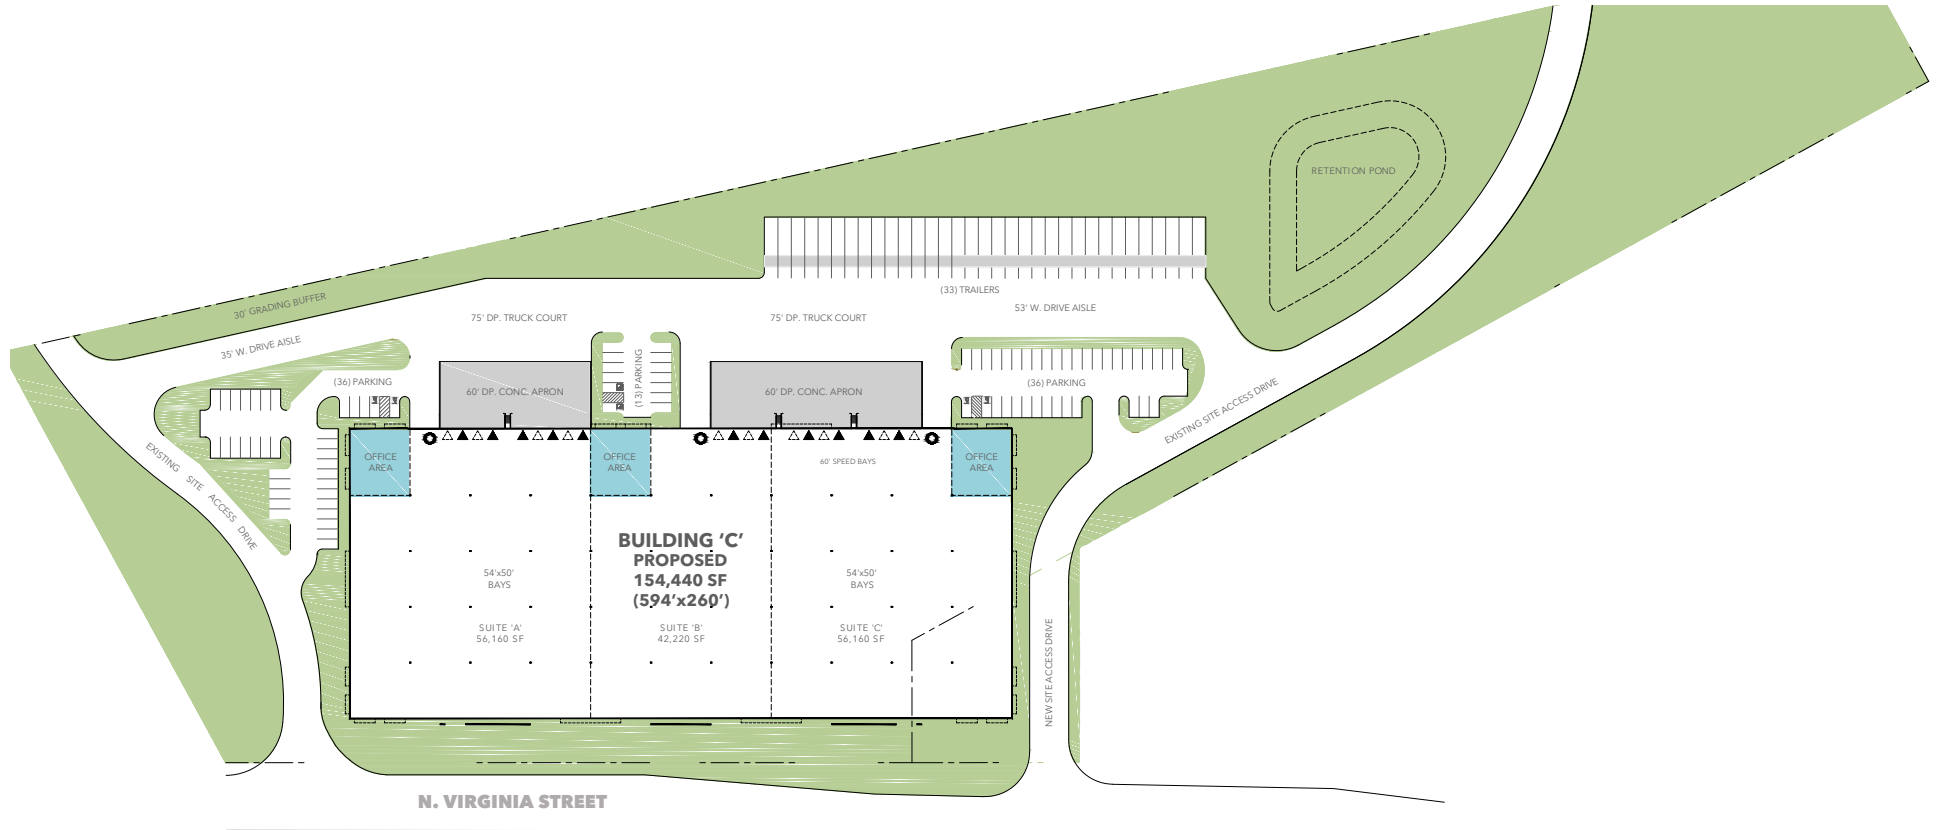 RETENTION POND
(33) TRAILERS
30' GRADING BUFFER
53' W. DRIVE AISLE
75' DP. TRUCK COURT
75' DP. TRUCK COURT
35' W. DRIVE AISLE
(36) PARKING
(13) PARKING
(36) PARKING
60' DP. CONC. APRON
60' DP. CONC. APRON
EXISTING SITE ACCESS DRIVE
EXISTING SITE ACCESS DRIVE
OFFICE
AREA
OFFICE
AREA
60' SPEED BAYS
OFFICE
AREA
BUILDING ‘C’
PROPOSED
154,440 SF
(594’x260’)
54'x50'
BAYS
54'x50'
BAYS
SUITE 'A'
56,160 SF
SUITE 'B'
42,220 SF
SUITE 'C'
56,160 SF
NEW SITE ACCESS DRIVE
N. VIRGINIA STREET